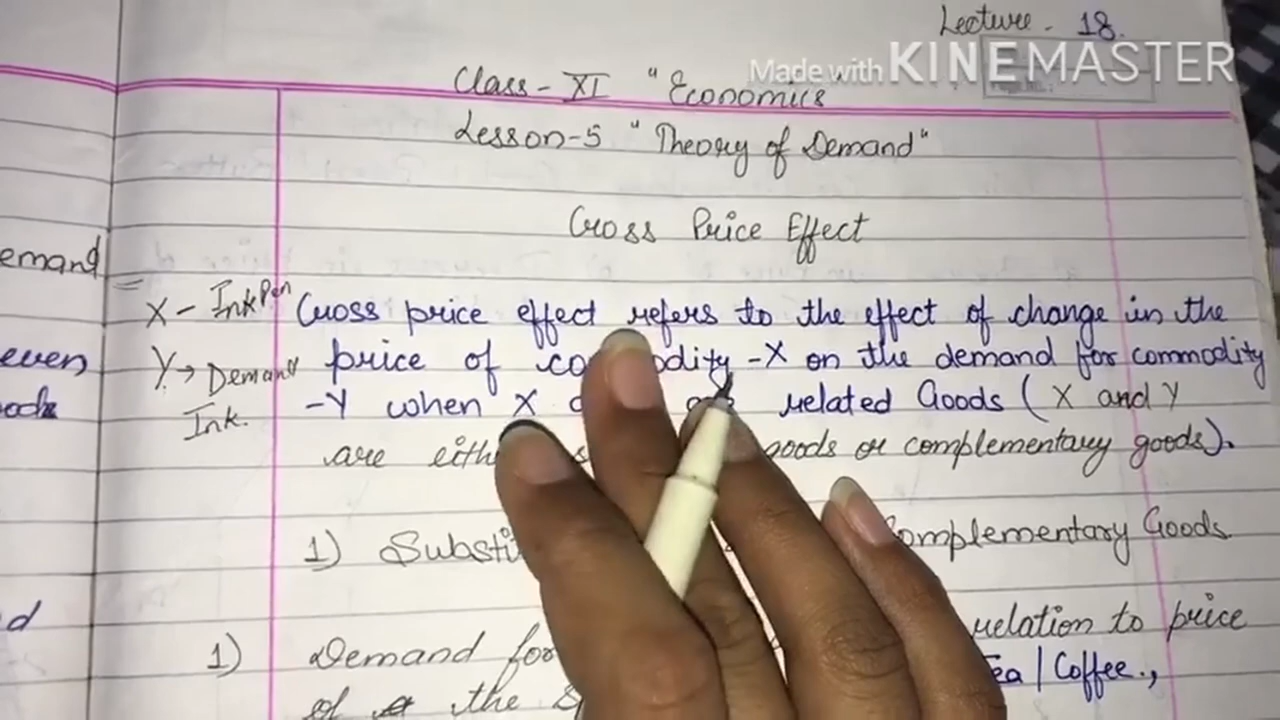 Lecture - 18.
Made with KINEMASTER
Class - XI "Economics"
Lesson-5 "Theory of Demand"
Cross Price Effect
emand
X - Ink Pen
Cross price effect refers to the effect of change in the
even
Y → Demand
price of commodity -X on the demand for commodity
Ink.
-Y when X related Goods ( X and Y
are goods or complementary goods).
1) Complementary Goods
d
1) Demand for relation to price
of the Tea / Coffee.,